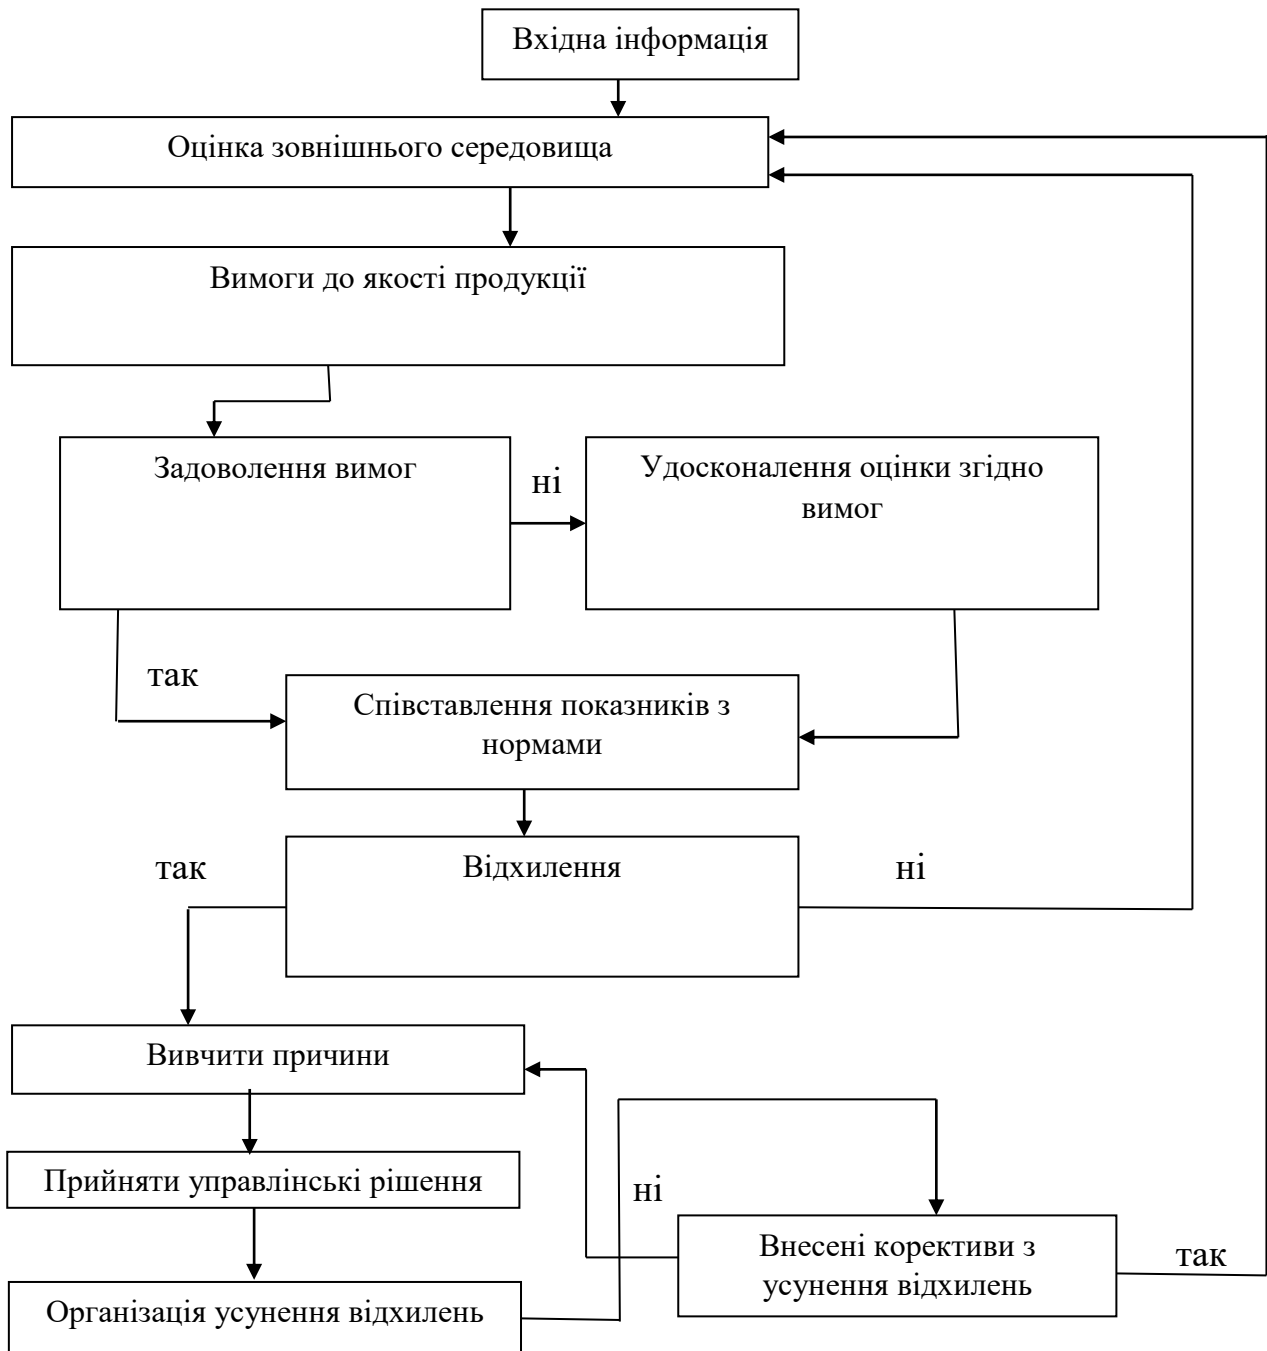 Вхідна інформація
Оцінка зовнішнього середовища
Вимоги до якості продукції
Задоволення вимог
ні
Удосконалення оцінки згідно
вимог
так
Співставлення показників з
нормами
так
Відхилення
ні
Вивчити причини
Прийняти управлінські рішення
ні
Внесені корективи з
усунення відхилень
так
Організація усунення відхилень